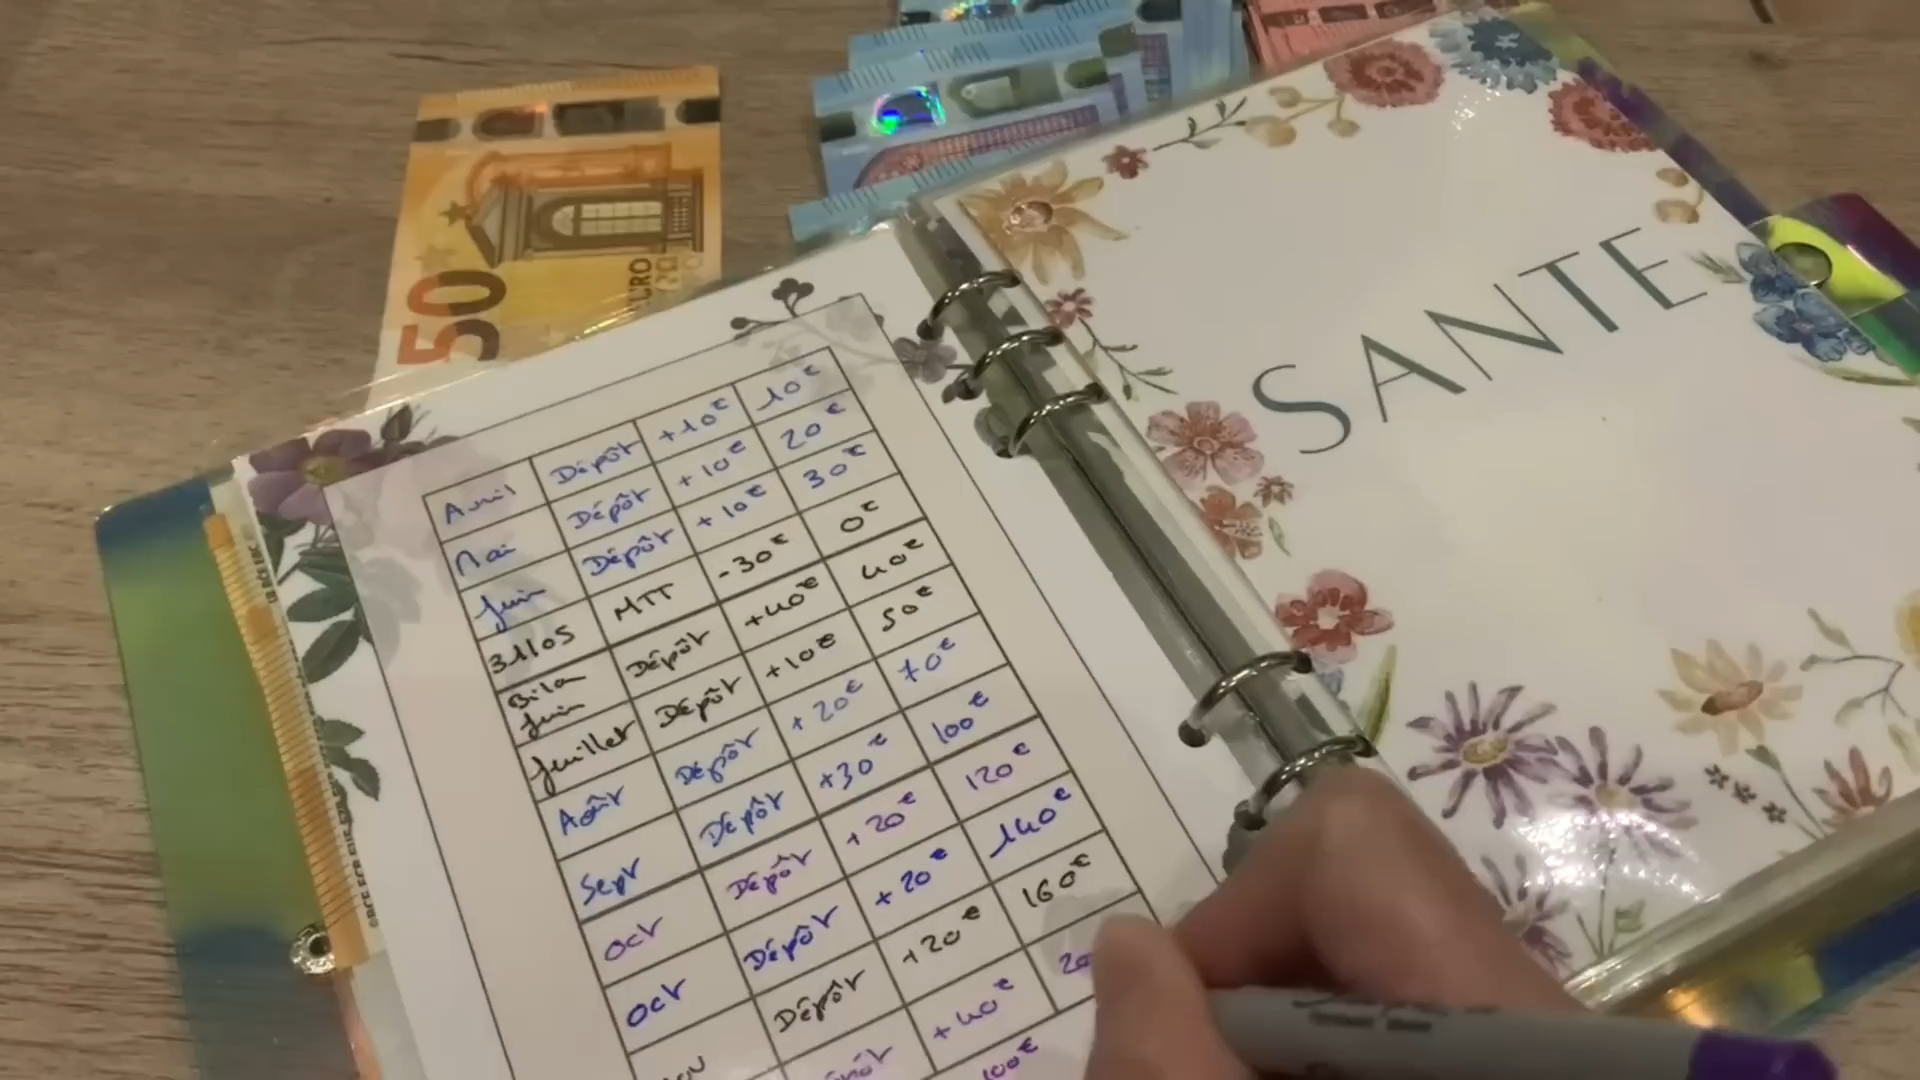 50
EURO
SANTE
Avril Dépôt +10€ 10€
Mai Dépôt +10€ 20€
Juin Dépôt +10€ 30€
31/05 MTT -30€ 0€
Bilan Juin Dépôt +40€ 40€
Juillet Dépôt +10€ 50€
Août Dépôt +20€ 70€
Sept Dépôt +30€ 100€
Oct Dépôt +20€ 120€
Oct Dépôt +20€ 140€
Dépôt +20€ 160€
+40€
100€